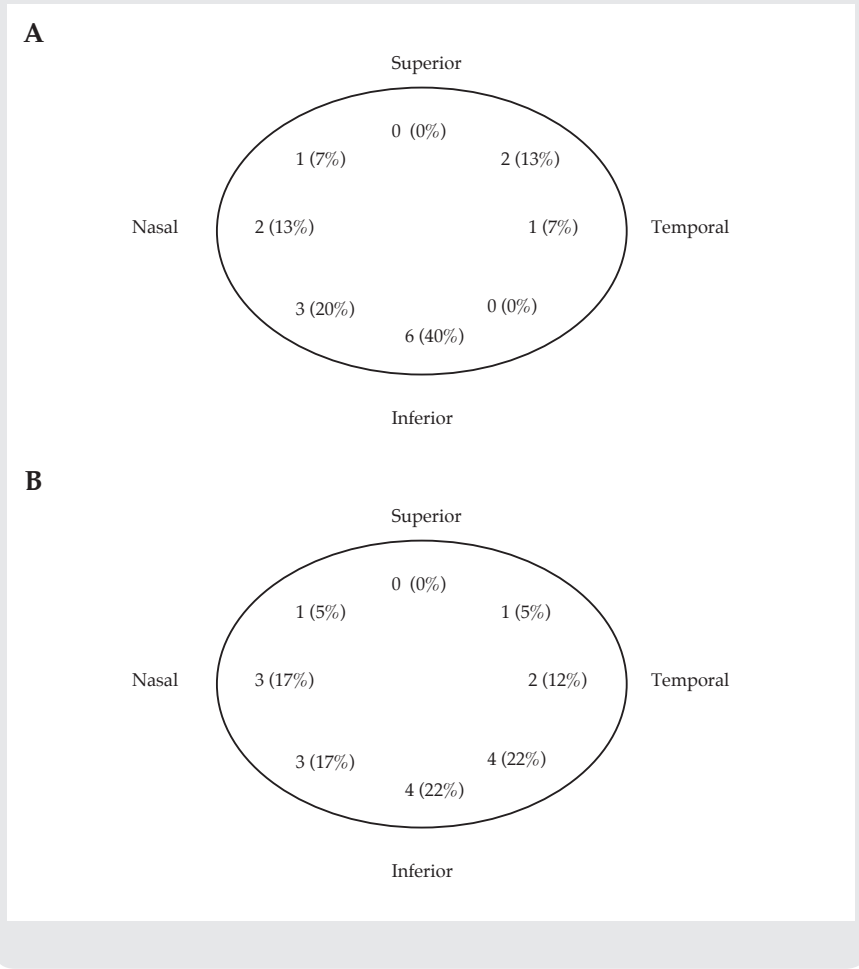 A
Superior
0 (0%)
1 (7%)
2 (13%)
Nasal
2 (13%)
1 (7%)
Temporal
3 (20%)
0 (0%)
6 (40%)
Inferior
B
Superior
0 (0%)
1 (5%)
1 (5%)
Nasal
3 (17%)
2 (12%)
Temporal
3 (17%)
4 (22%)
4 (22%)
Inferior